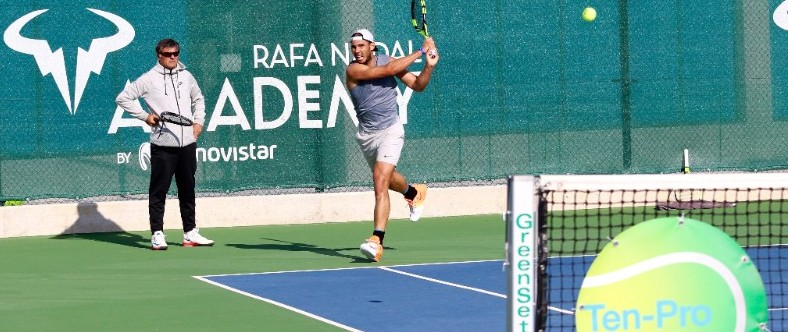 RAFA NADAL
ACADEMY
BY movistar
GreenSet
Ten-Pro